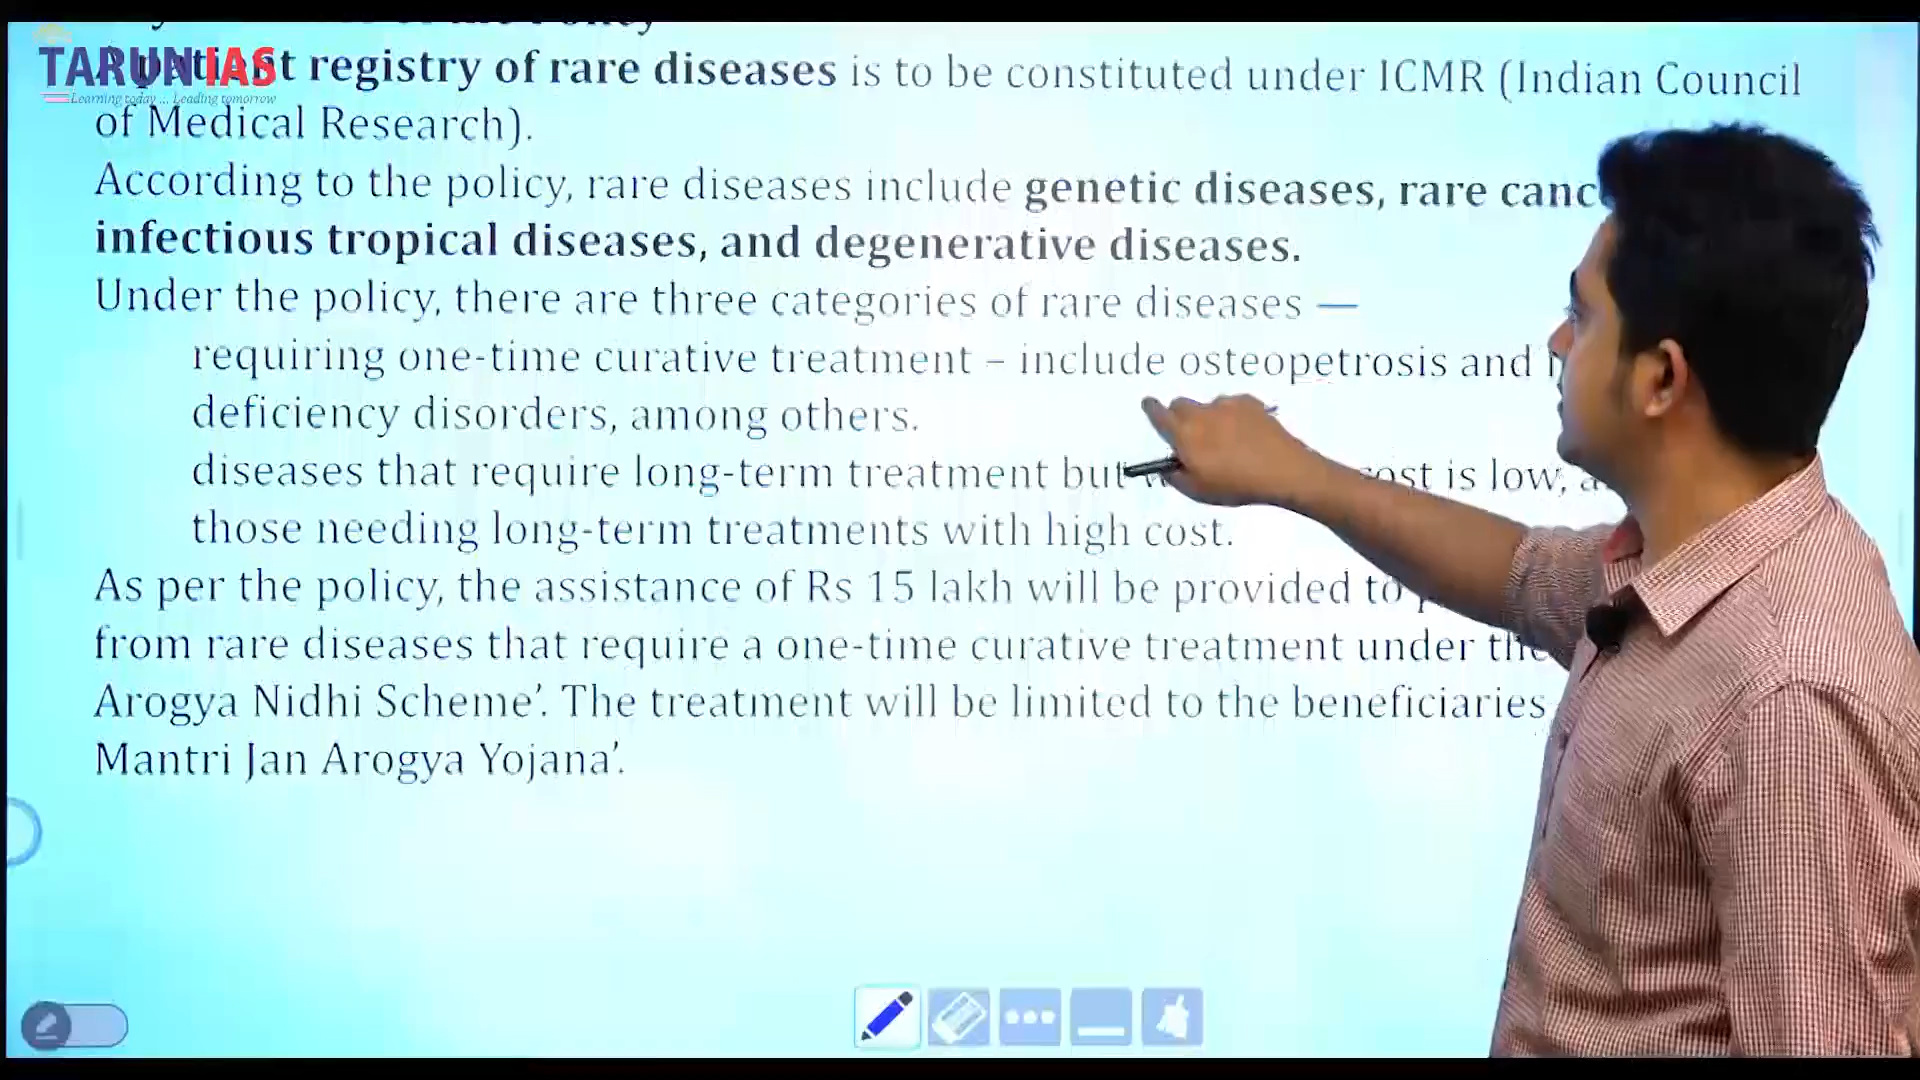 TARUN IAS
Learning today ... Leading tomorrow
patient registry of rare diseases is to be constituted under ICMR (Indian Council
of Medical Research).
According to the policy, rare diseases include genetic diseases, rare canc
infectious tropical diseases, and degenerative diseases.
Under the policy, there are three categories of rare diseases —
requiring one-time curative treatment – include osteopetrosis and
deficiency disorders, among others.
diseases that require long-term treatment but cost is low,
those needing long-term treatments with high cost.
As per the policy, the assistance of Rs 15 lakh will be provided to
from rare diseases that require a one-time curative treatment under the
Arogya Nidhi Scheme’. The treatment will be limited to the beneficiaries
Mantri Jan Arogya Yojana’.